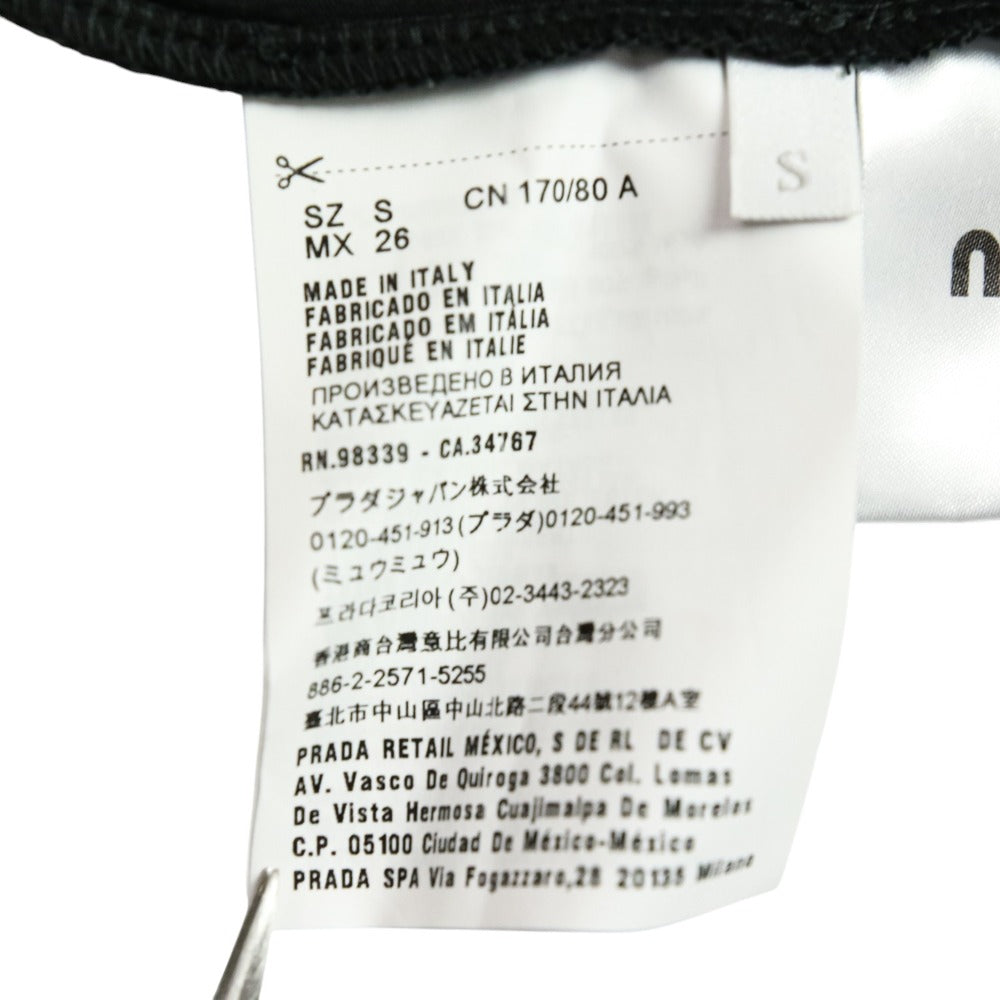 S
SZ S CN 170/80 A
MX 26
MADE IN ITALY
FABRICADO EN ITALIA
FABRICADO EM ITÀLIA
FABRIQUÉ EN ITALIE
ПРОИЗВЕДЕНО В ИТАЛИЯ
ΚΑΤΑΣΚΕΥΑΖΕΤΑΙ ΣΤΗΝ ΙΤΑΛΙΑ
RN.98339 - CA.34767
プラダジャパン株式会社
0120-451-913(プラダ)0120-451-993
(ミュウミュウ)
프라다코리아(주)02-3443-2323
香港商台灣意比有限公司台灣分公司
886-2-2571-5255
臺北市中山區中山北路二段44號12樓A室
PRADA RETAIL MÉXICO, S DE RL DE CV
AV. Vasco De Quiroga 3800 Col. Lomas
De Vista Hermosa Cuajimalpa De Morelos
C.P. 05100 Ciudad De México-México
PRADA SPA Via Fogazzaro,28 20135 Milano